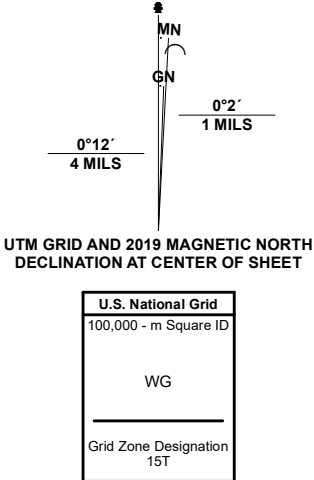 MN
GN
0°2´
1 MILS
0°12´
4 MILS
UTM GRID AND 2019 MAGNETIC NORTH
DECLINATION AT CENTER OF SHEET
U.S. National Grid
100,000 - m Square ID
WG
Grid Zone Designation
15T